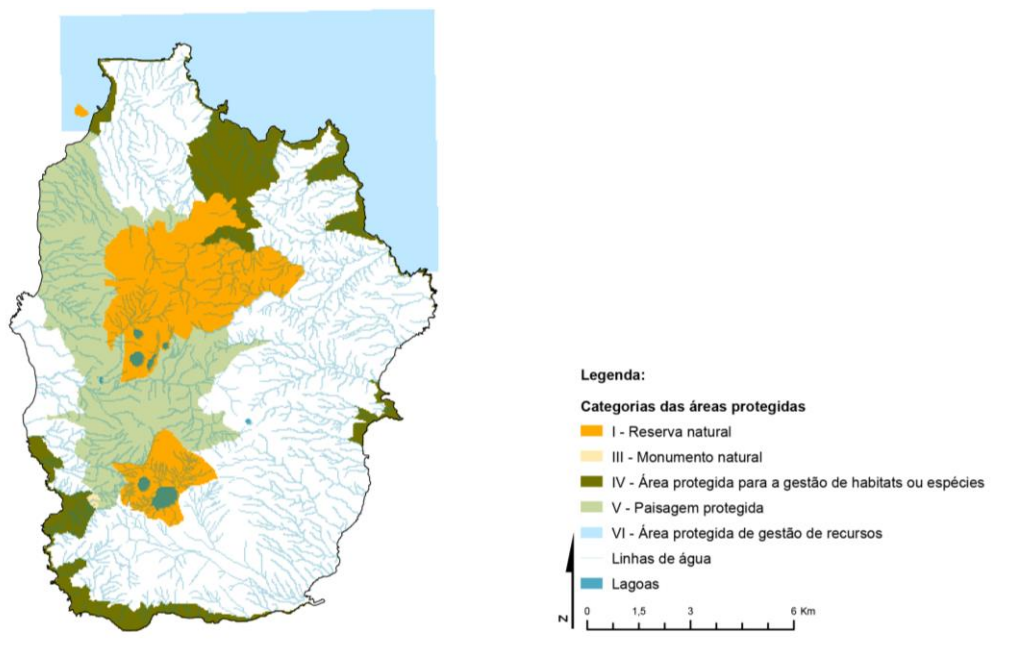 Legenda:
Categorias das áreas protegidas
I - Reserva natural
III - Monumento natural
IV - Área protegida para a gestão de habitats ou espécies
V - Paisagem protegida
VI - Área protegida de gestão de recursos
Linhas de água
Lagoas
0 1,5 3 6 Km
N